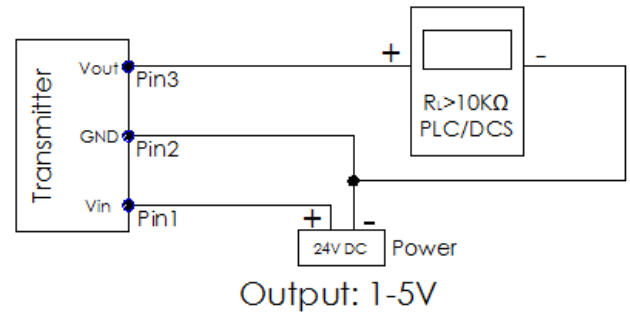 Transmitter
Vout
Pin3
GND
Pin2
Vin
Pin1
+
-
RL>10KΩ
PLC/DCS
+
-
24V DC
Power
Output: 1-5V